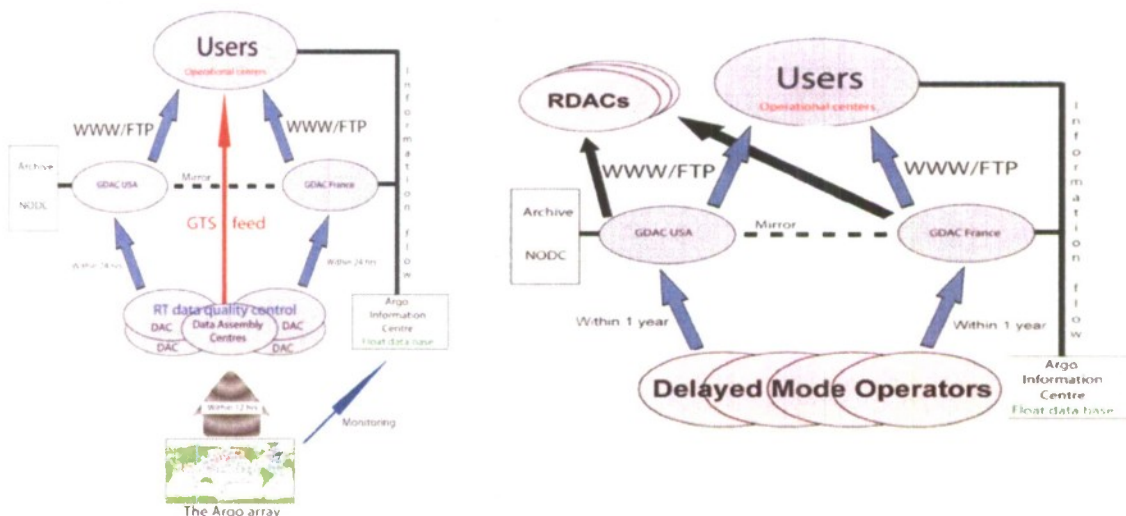 Users
Operational centers
WWW/FTP
WWW/FTP
Archive
NODC
GDAC USA
Mirror
GDAC France
GTS feed
Within 24 hrs
Within 24 hrs
RT data quality control
DAC
Data Assembly
Centres
DAC
DAC
DAC
Argo
Information
Centre
Float data base
Within 12 hrs
Monitoring
The Argo array
Information flow
RDACs
Users
Operational centers
WWW/FTP
WWW/FTP
Archive
NODC
GDAC USA
Mirror
GDAC France
Within 1 year
Within 1 year
Delayed Mode Operators
Argo
Information
Centre
Float data base
Information flow